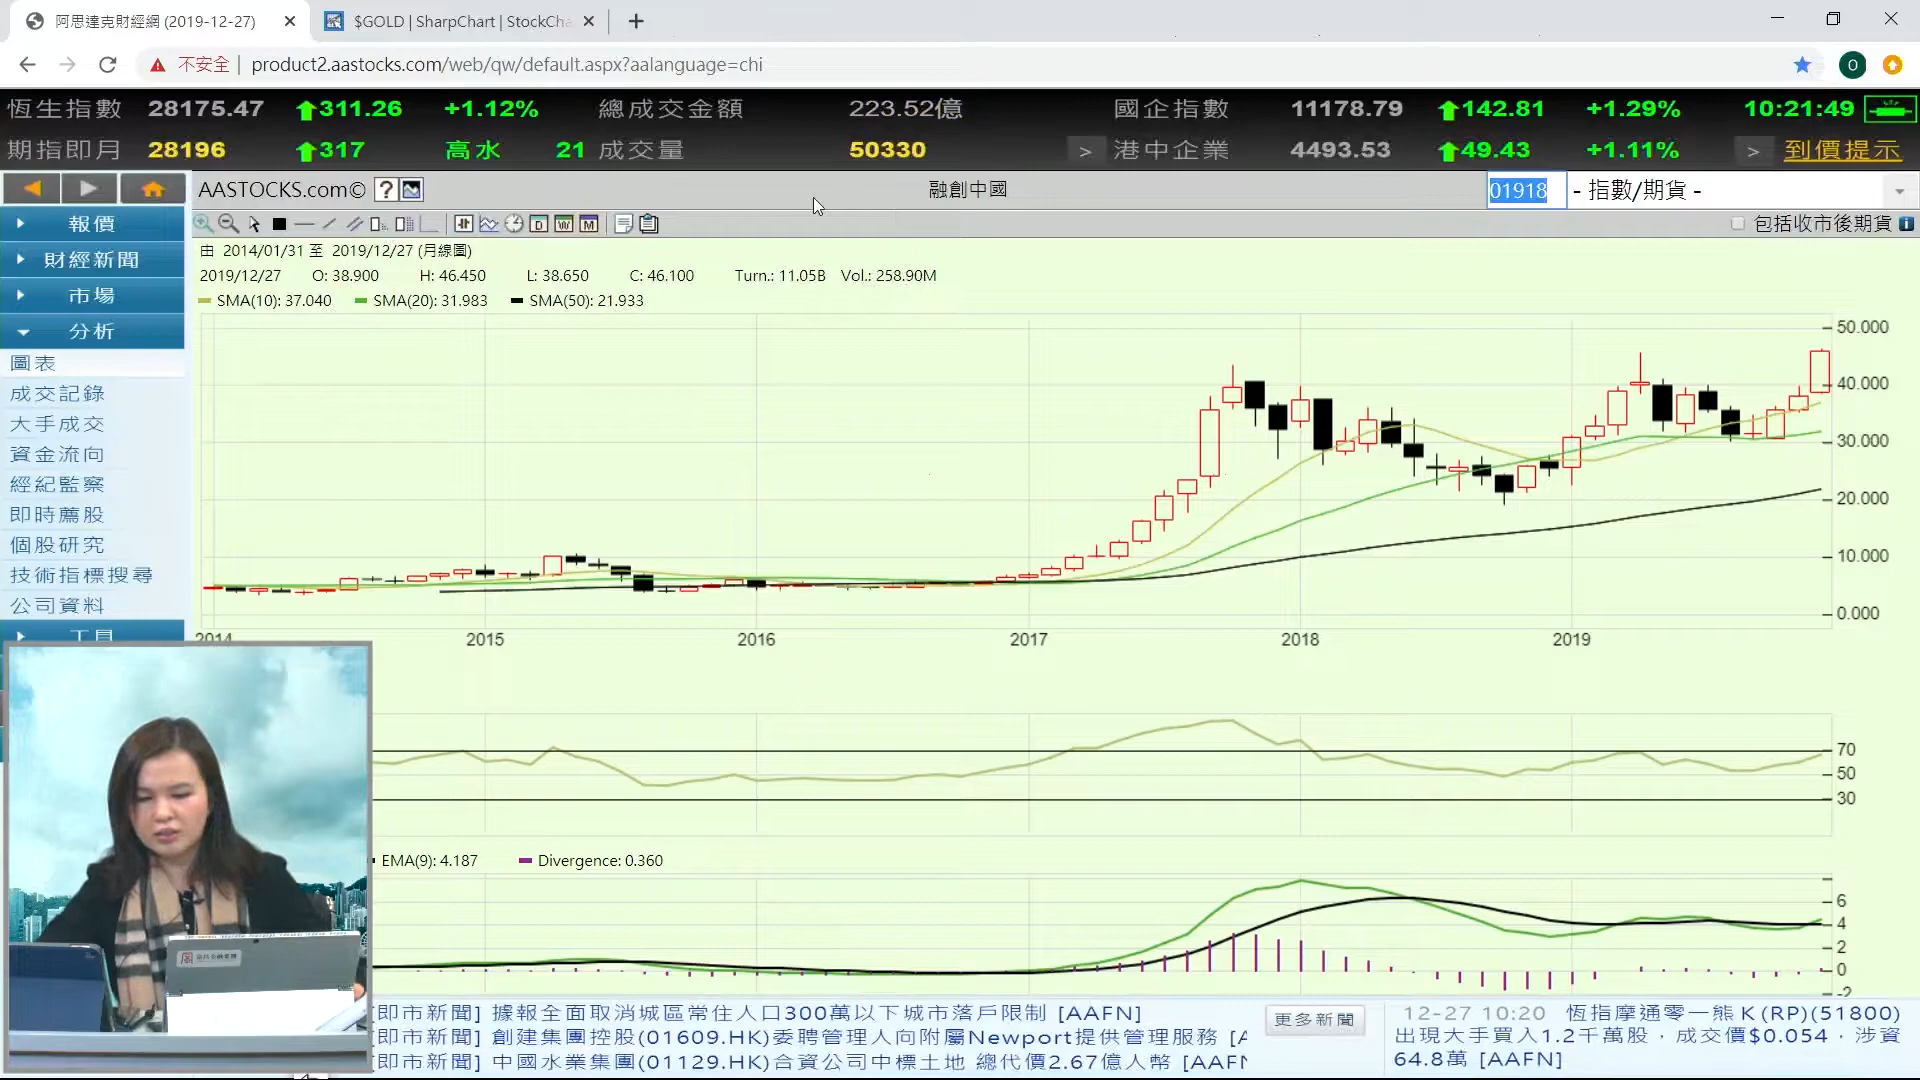 阿思達克財經網 (2019-12-27)
$GOLD | SharpChart | StockCha
不安全
product2.aastocks.com/web/qw/default.aspx?aalanguage=chi
O
恆生指數 28175.47 311.26 +1.12% 總成交金額 223.52億 國企指數 11178.79 142.81 +1.29% 10:21:49
期指即月 28196 317 高水 21 成交量 50330 > 港中企業 4493.53 49.43 +1.11% > 到價提示
AASTOCKS.com© ? 融創中國 01918 - 指數/期貨 -
D W M 包括收市後期貨 i
報價
財經新聞
市場
分析
圖表
成交記錄
大手成交
資金流向
經紀監察
即時薦股
個股研究
技術指標搜尋
公司資料
工具
由 2014/01/31 至 2019/12/27 (月線圖)
2019/12/27 O: 38.900 H: 46.450 L: 38.650 C: 46.100 Turn.: 11.05B Vol.: 258.90M
SMA(10): 37.040 SMA(20): 31.983 SMA(50): 21.933
50.000
40.000
30.000
20.000
10.000
0.000
2014 2015 2016 2017 2018 2019
70
50
30
EMA(9): 4.187 Divergence: 0.360
6
4
2
0
-2
即市新聞] 據報全面取消城區常住人口300萬以下城市落戶限制 [AAFN]
即市新聞] 創建集團控股(01609.HK)委聘管理人向附屬Newport提供管理服務 [A
即市新聞] 中國水業集團(01129.HK)合資公司中標土地 總代價2.67億人幣 [AAFN
更多新聞
12-27 10:20 恆指摩通零一熊K(RP)(51800)
出現大手買入1.2千萬股，成交價$0.054，涉資
64.8萬 [AAFN]